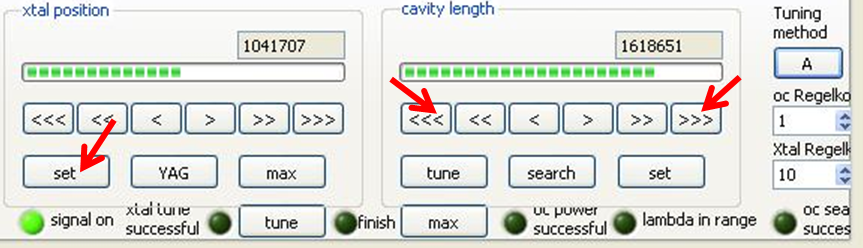 xtal position
1041707
<<< << < > >> >>>
set YAG max
cavity length
1618651
<<< << < > >> >>>
tune search set
Tuning
method
A
oc Regelko
1
Xtal Regelk
10
signal on
xtal tune
successful
tune
finish
max
oc power
successful
lambda in range
oc sea
succes